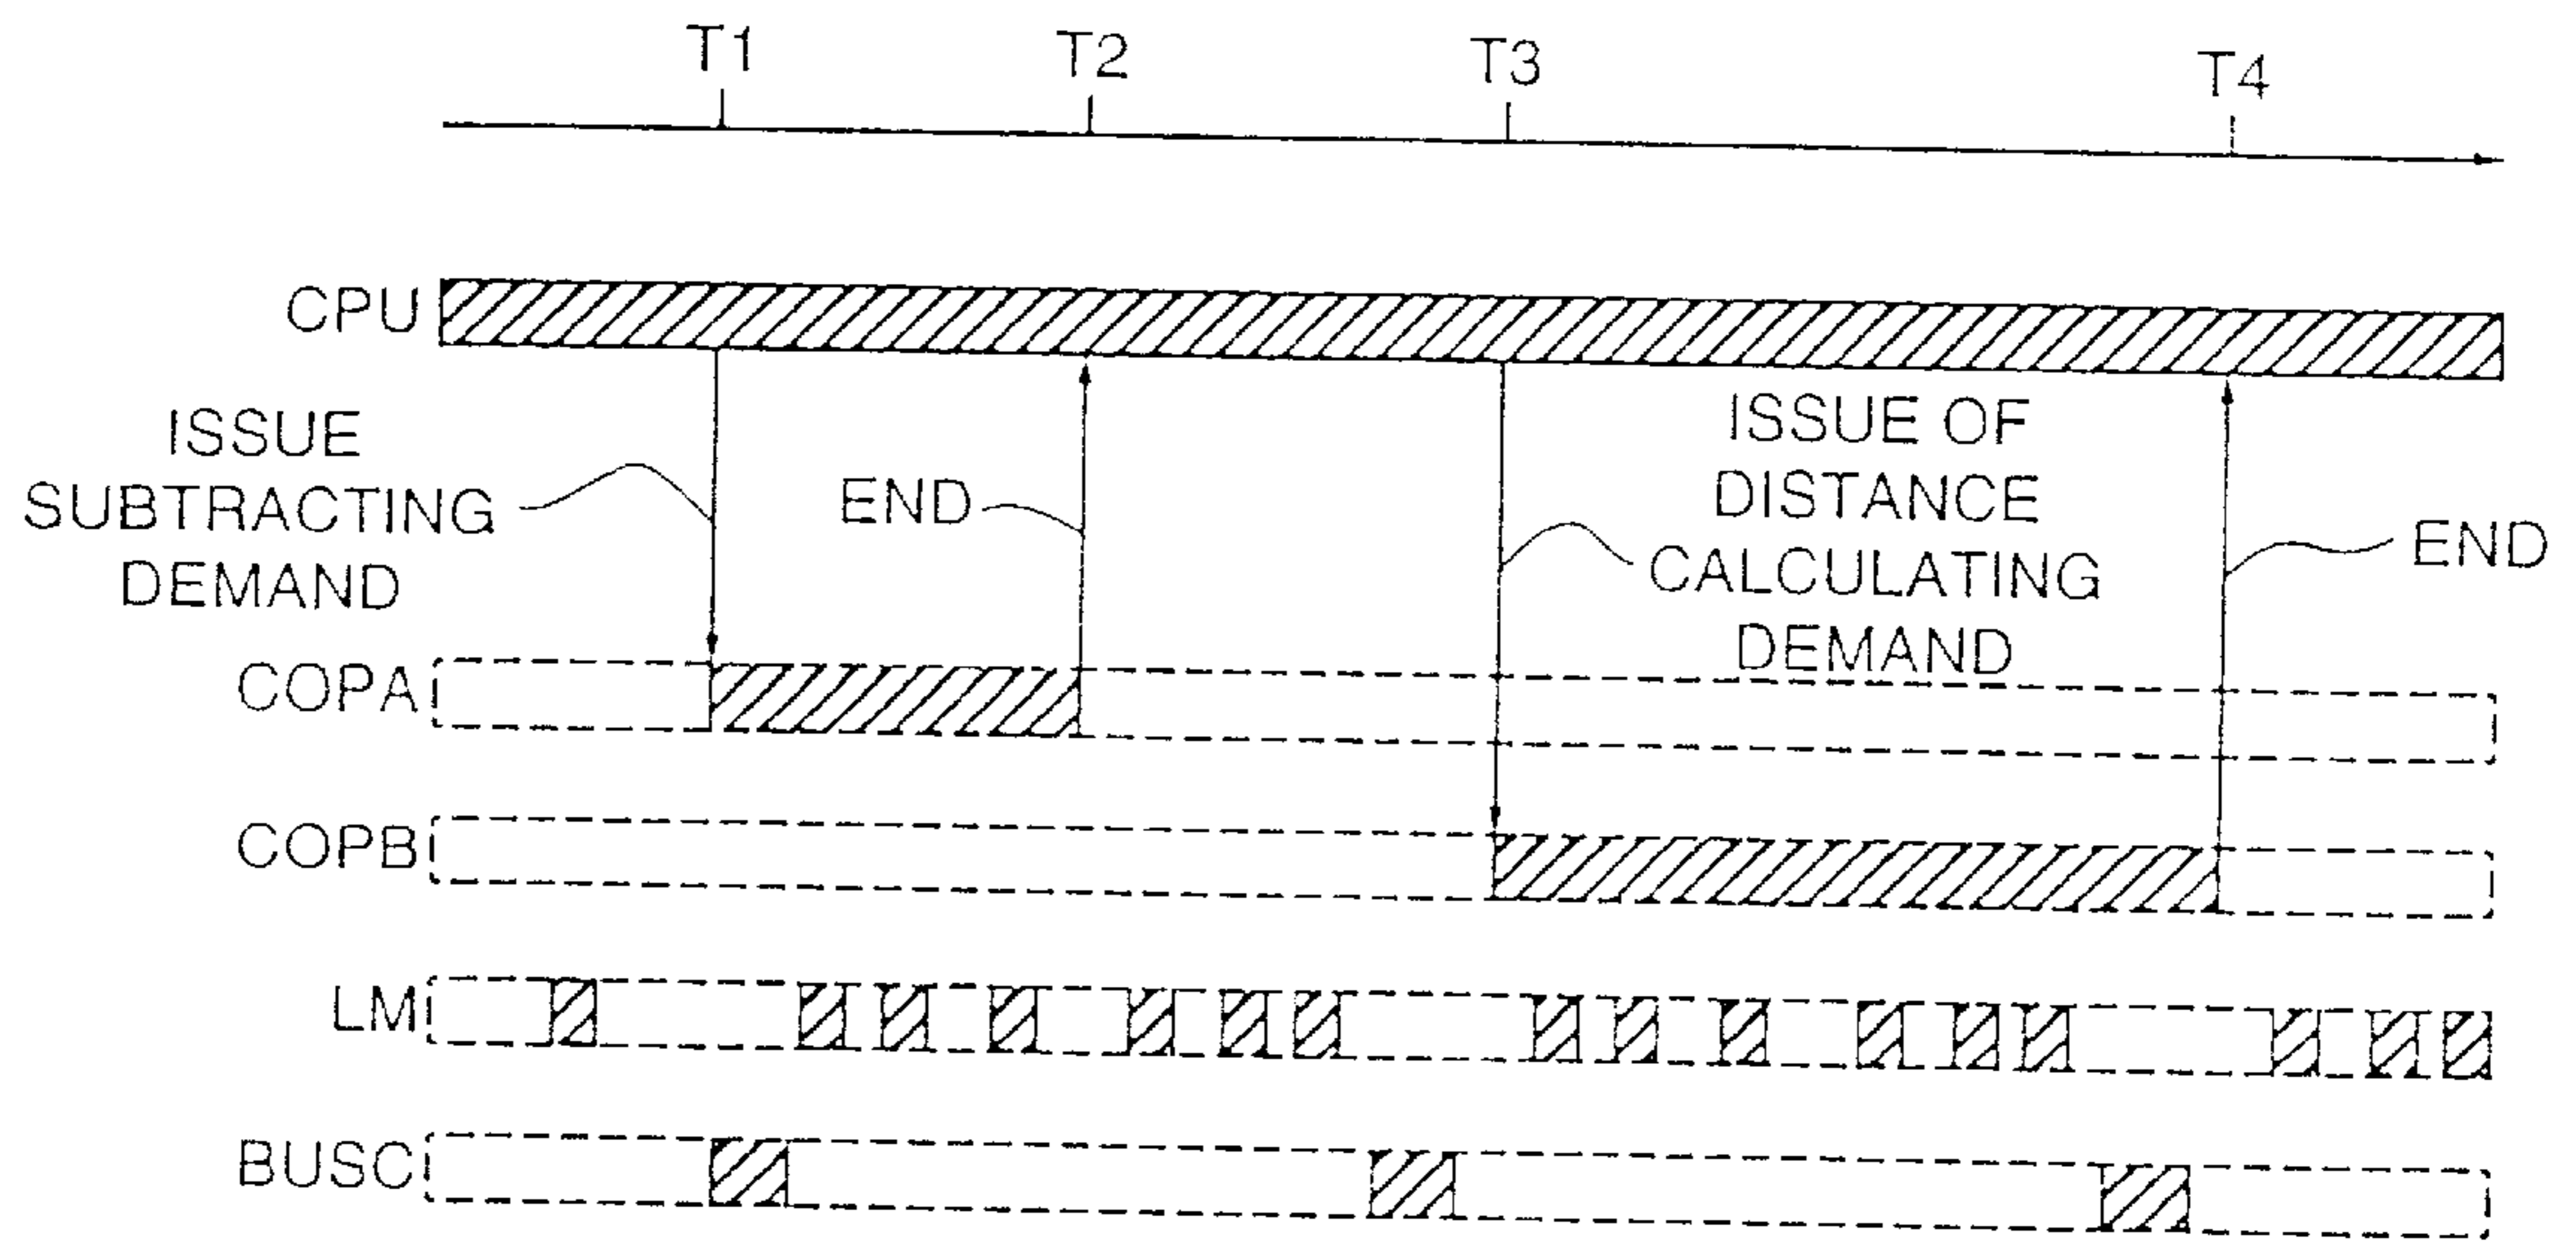 T1 T2 T3 T4
CPU
ISSUE
SUBTRACTING
DEMAND
END
ISSUE OF
DISTANCE
CALCULATING
DEMAND
END
COPA
COPB
LM
BUSC